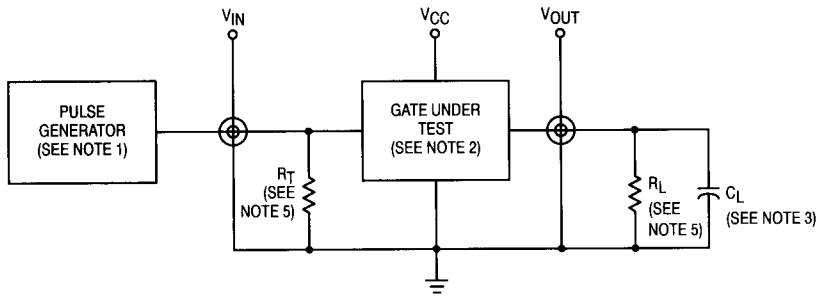 VIN
VCC
VOUT
PULSE
GENERATOR
(SEE NOTE 1)
GATE UNDER
TEST
(SEE NOTE 2)
RT
(SEE
NOTE 5)
RL
(SEE
NOTE 5)
CL
(SEE NOTE 3)